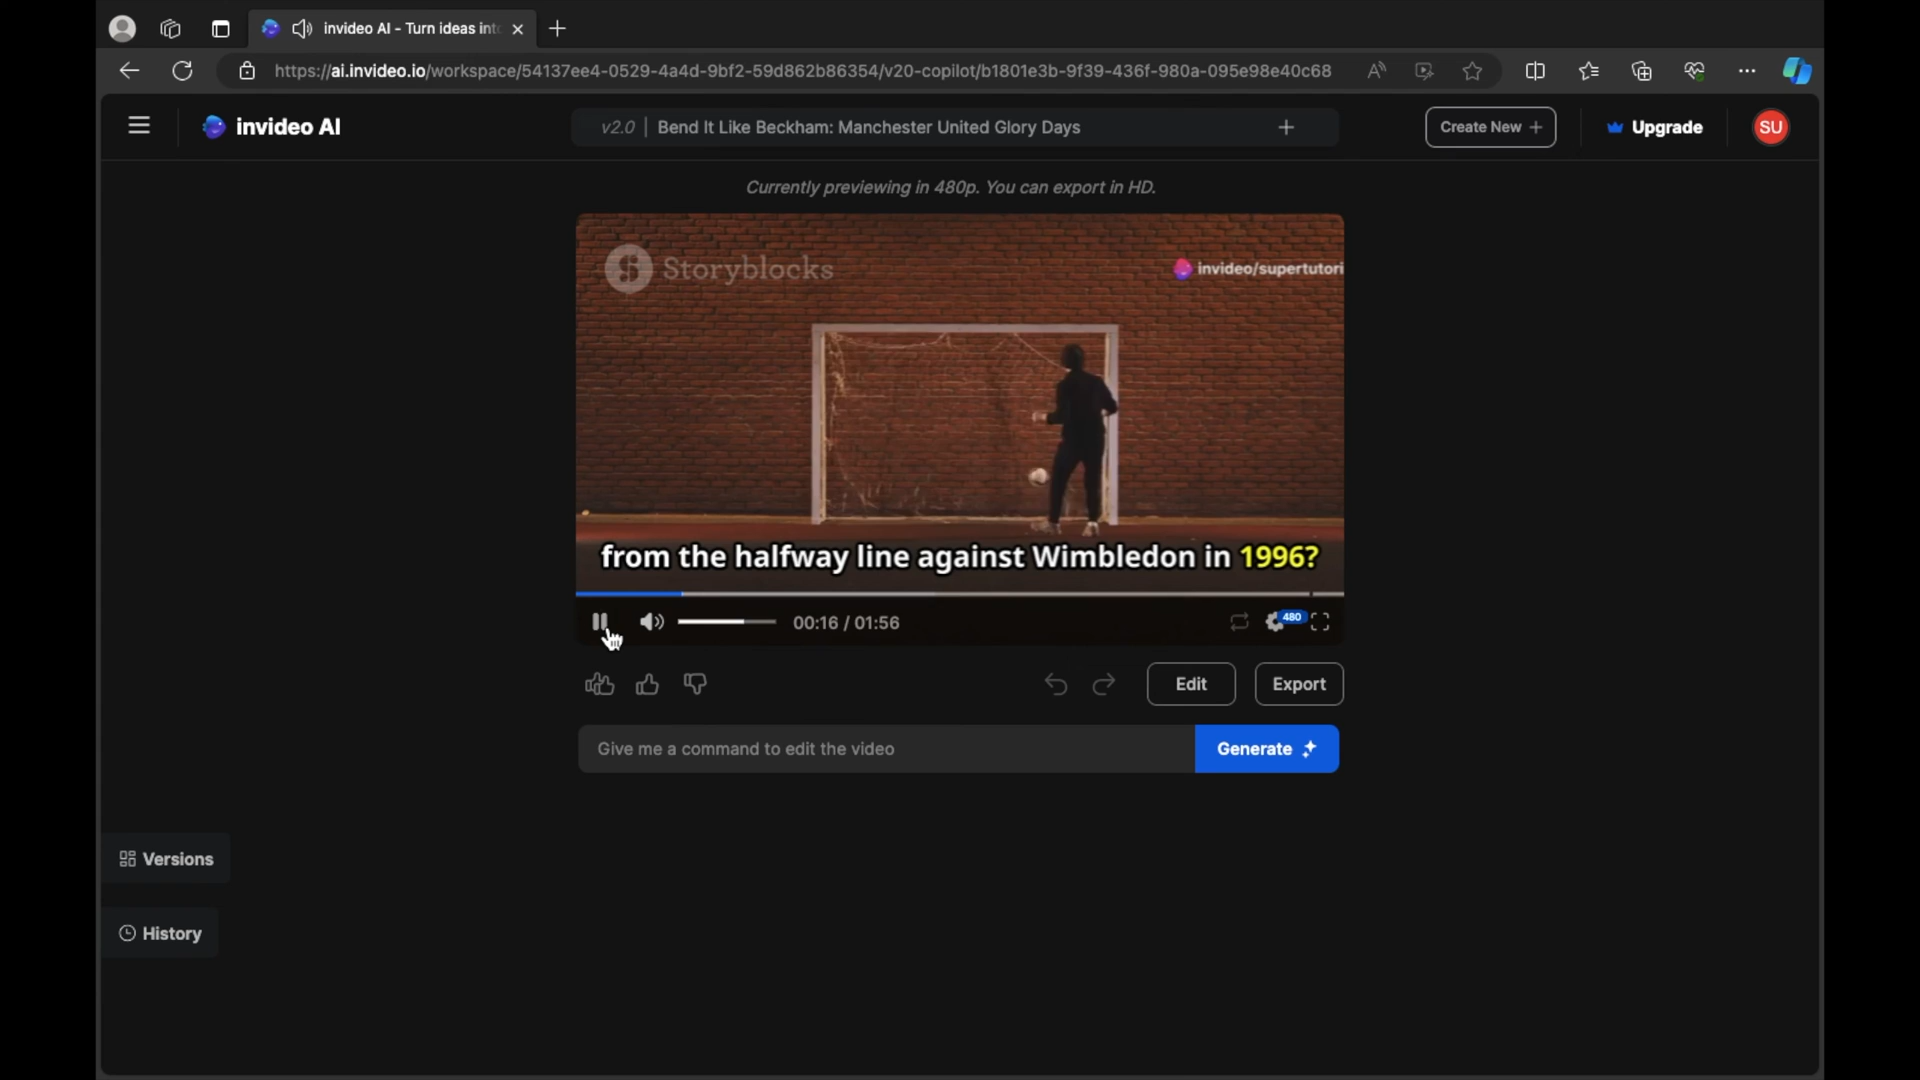 invideo AI - Turn ideas into
https://ai.invideo.io/workspace/54137ee4-0529-4a4d-9bf2-59d862b86354/v20-copilot/b1801e3b-9f39-436f-980a-095e98e40c68
invideo AI
v2.0 | Bend It Like Beckham: Manchester United Glory Days
Create New +
Upgrade
SU
Currently previewing in 480p. You can export in HD.
Storyblocks
invideo/supertutori
from the halfway line against Wimbledon in 1996?
00:16 / 01:56
480
Edit
Export
Give me a command to edit the video
Generate
Versions
History